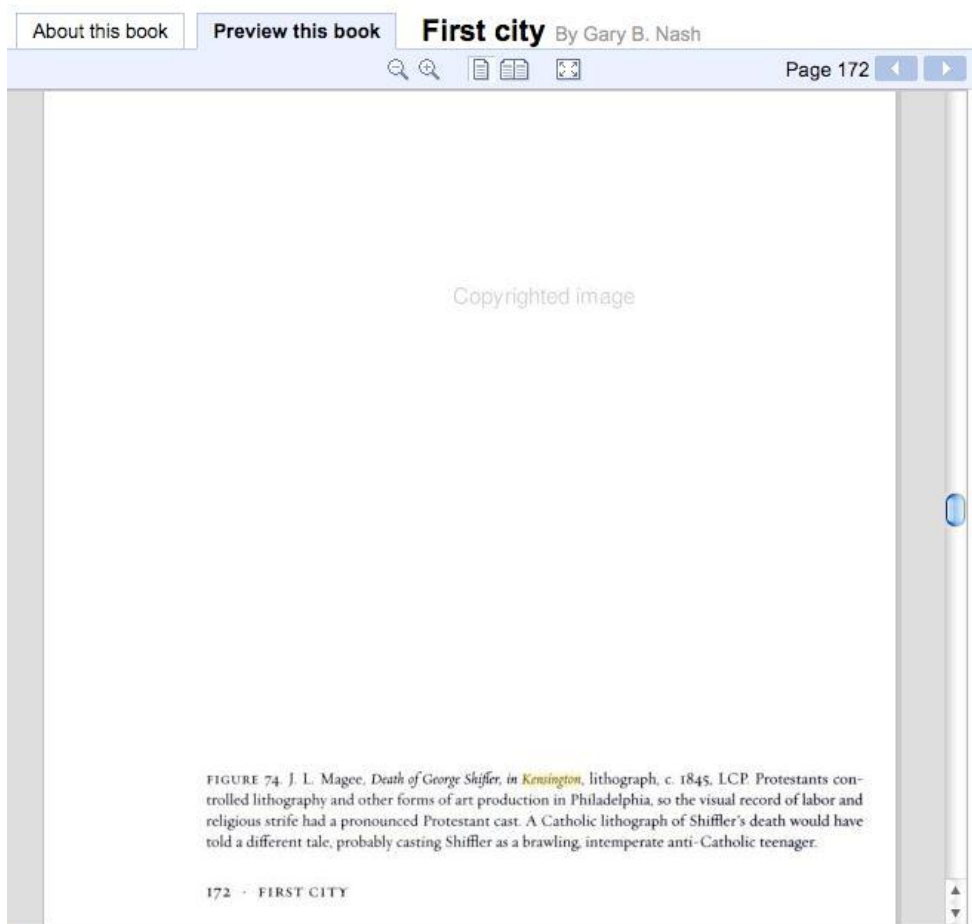 About this book Preview this book First city By Gary B. Nash
Page 172
Copyrighted image
FIGURE 74. J. L. Magee, Death of George Shifler, in Kensington, lithograph, c. 1845, LCP. Protestants con-
trolled lithography and other forms of art production in Philadelphia, so the visual record of labor and
religious strife had a pronounced Protestant cast. A Catholic lithograph of Shiffler's death would have
told a different tale, probably casting Shiffler as a brawling, intemperate anti-Catholic teenager.
172 · FIRST CITY